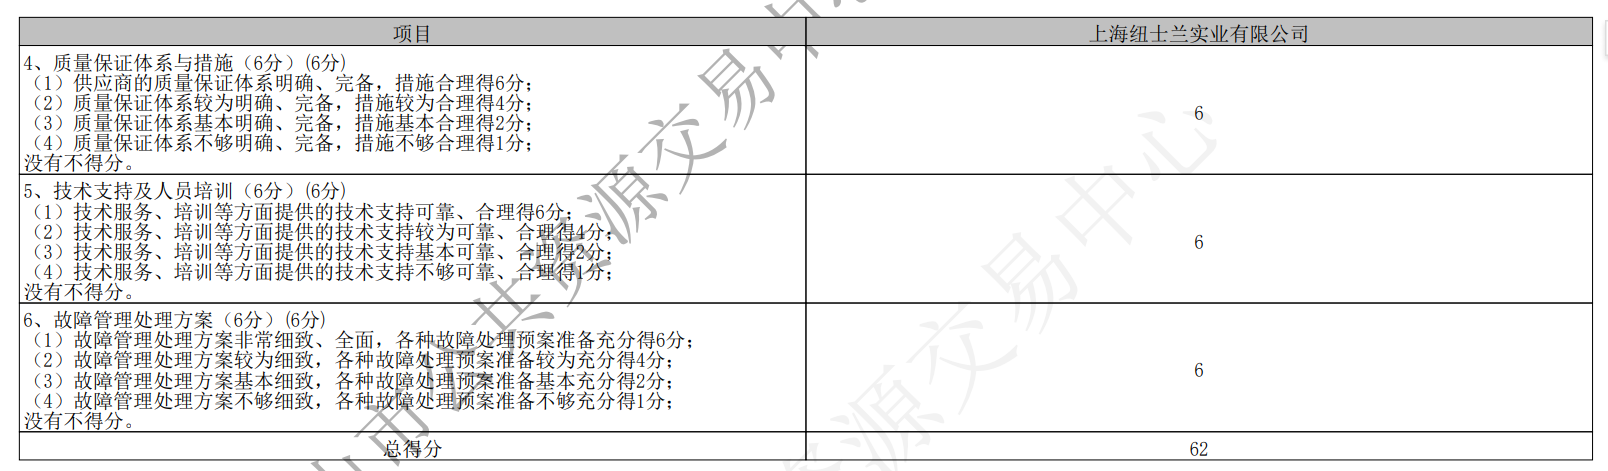 项目 上海纽士兰实业有限公司
4、质量保证体系与措施（6分）(6分)
（1）供应商的质量保证体系明确、完备，措施合理得6分；
（2）质量保证体系较为明确、完备，措施较为合理得4分；
（3）质量保证体系基本明确、完备，措施基本合理得2分；
（4）质量保证体系不够明确、完备，措施不够合理得1分；
没有不得分。
6
5、技术支持及人员培训（6分）(6分)
（1）技术服务、培训等方面提供的技术支持可靠、合理得6分；
（2）技术服务、培训等方面提供的技术支持较为可靠、合理得4分；
（3）技术服务、培训等方面提供的技术支持基本可靠、合理得2分；
（4）技术服务、培训等方面提供的技术支持不够可靠、合理得1分；
没有不得分。
6
6、故障管理处理方案（6分）(6分)
（1）故障管理处理方案非常细致、全面，各种故障处理预案准备充分得6分；
（2）故障管理处理方案较为细致，各种故障处理预案准备较为充分得4分；
（3）故障管理处理方案基本细致，各种故障处理预案准备基本充分得2分；
（4）故障管理处理方案不够细致，各种故障处理预案准备不够充分得1分；
没有不得分。
6
总得分 62
山市公共资源交易中心
资源交易中心